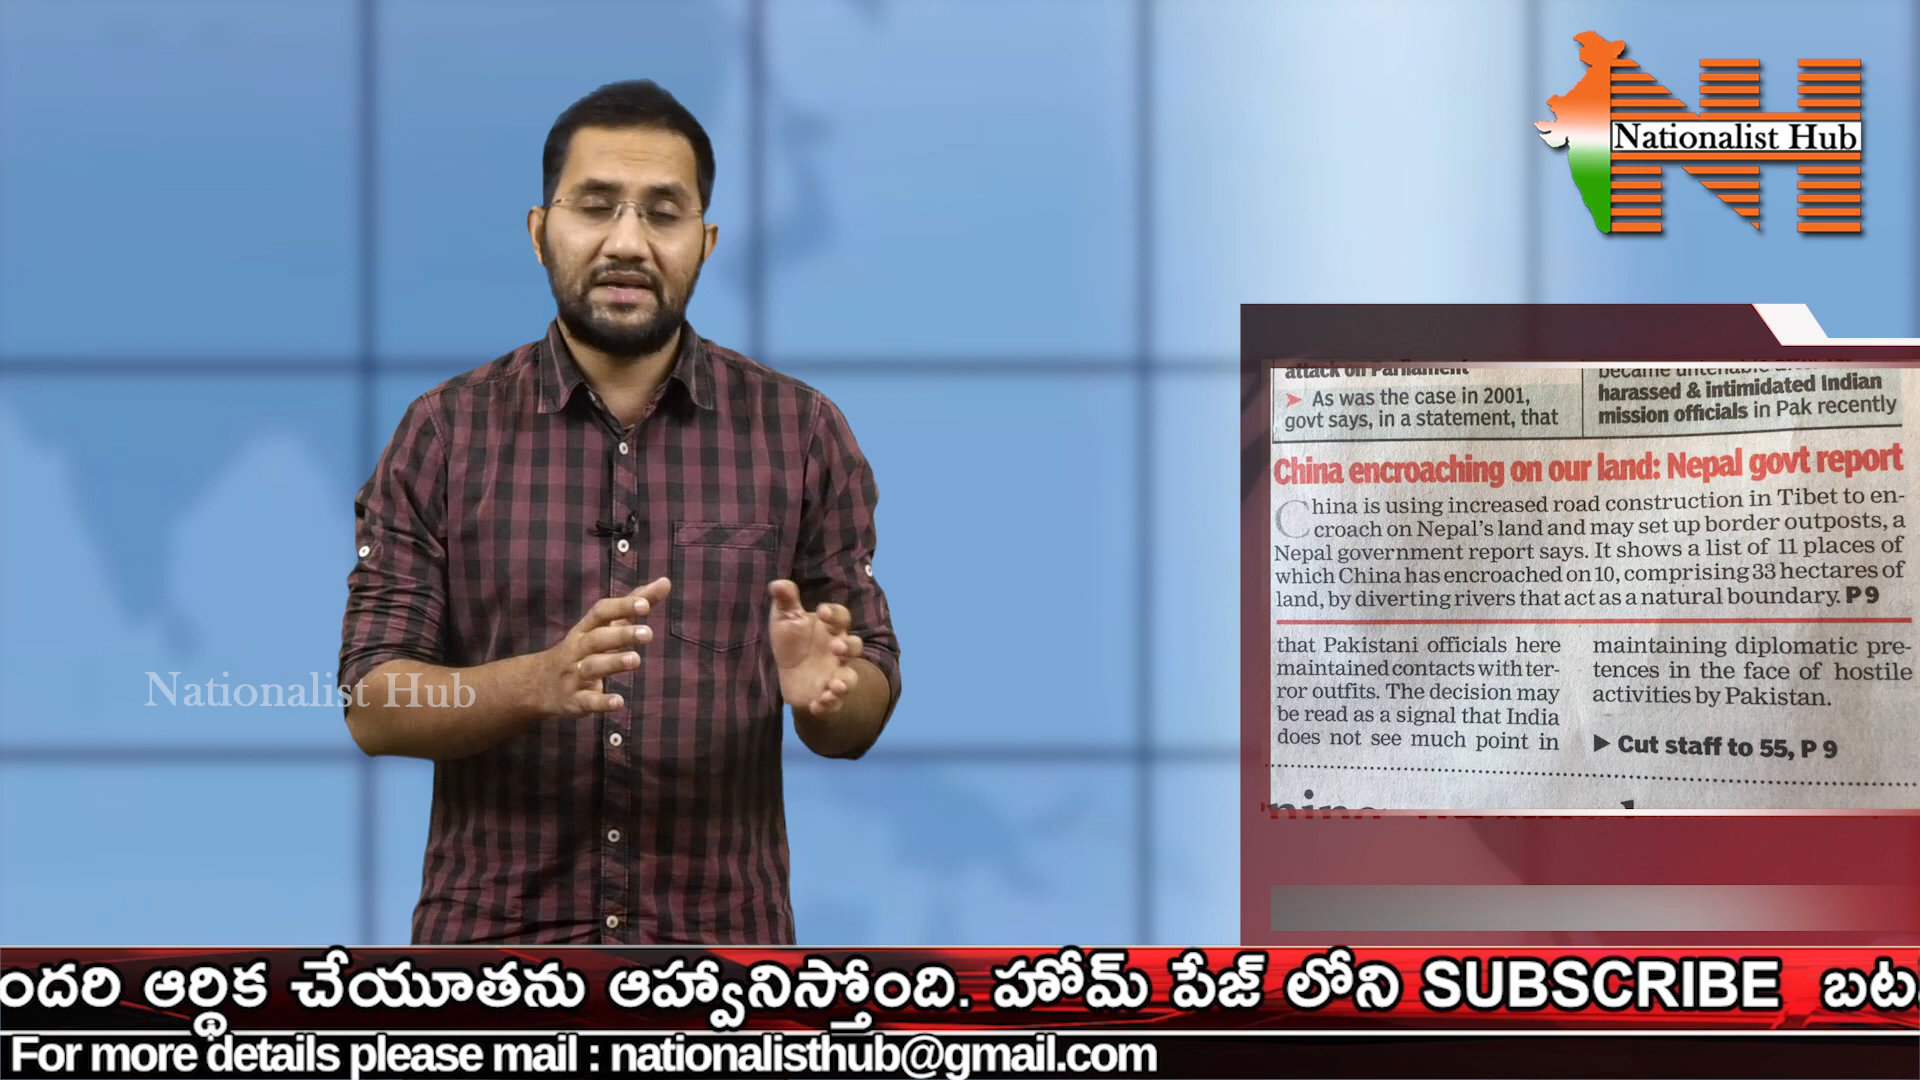 Nationalist Hub
attack on Parliament
As was the case in 2001,
govt says, in a statement, that
became
harassed & intimidated Indian
mission officials in Pak recently
China encroaching on our land: Nepal govt report
China is using increased road construction in Tibet to en-
croach on Nepal's land and may set up border outposts, a
Nepal government report says. It shows a list of 11 places of
which China has encroached on 10, comprising 33 hectares of
land, by diverting rivers that act as a natural boundary. P 9
that Pakistani officials here
maintained contacts with ter-
ror outfits. The decision may
be read as a signal that India
does not see much point in
maintaining diplomatic pre-
tences in the face of hostile
activities by Pakistan.
▶ Cut staff to 55, P 9
Nationalist Hub
ందరి ఆర్థిక చేయూతను ఆహ్వానిస్తోంది. హోమ్ పేజ్ లోని SUBSCRIBE బట
For more details please mail : nationalisthub@gmail.com